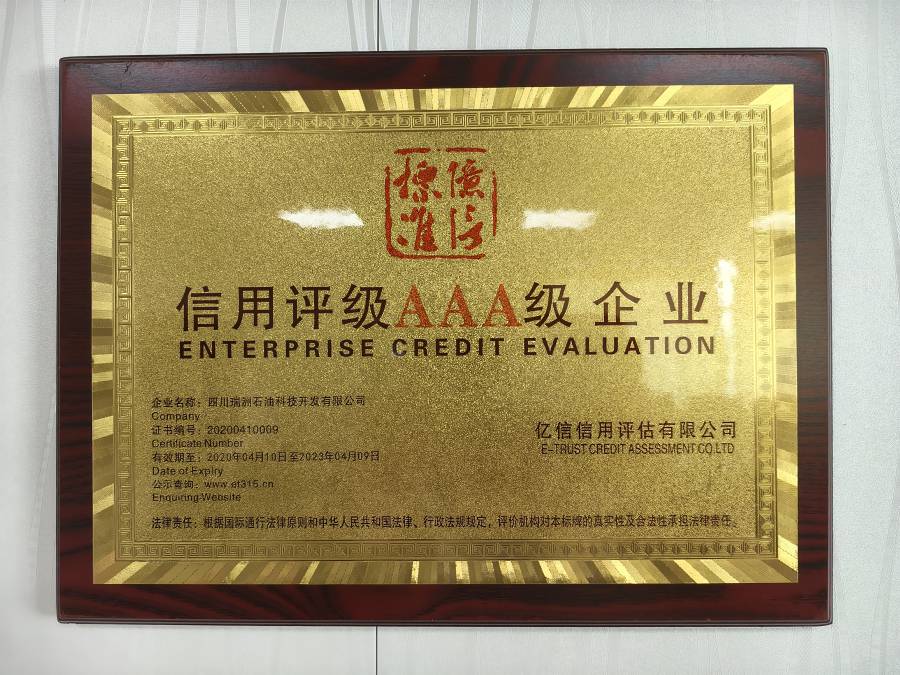 億信
標準
信用评级AAA级企业
ENTERPRISE CREDIT EVALUATION
企业名称：四川瑞洲石油科技开发有限公司
Company
证书编号：20200410009
Certificate Number
有效期至：2020年04月10日至2023年04月09日
Date of Expiry
公示查询：www.et315.cn
Enquiring Website
亿信信用评估有限公司
E-TRUST CREDIT ASSESSMENT CO.LTD
法律责任：根据国际通行法律原则和中华人民共和国法律、行政法规规定，评价机构对本标牌的真实性及合法性承担法律责任。